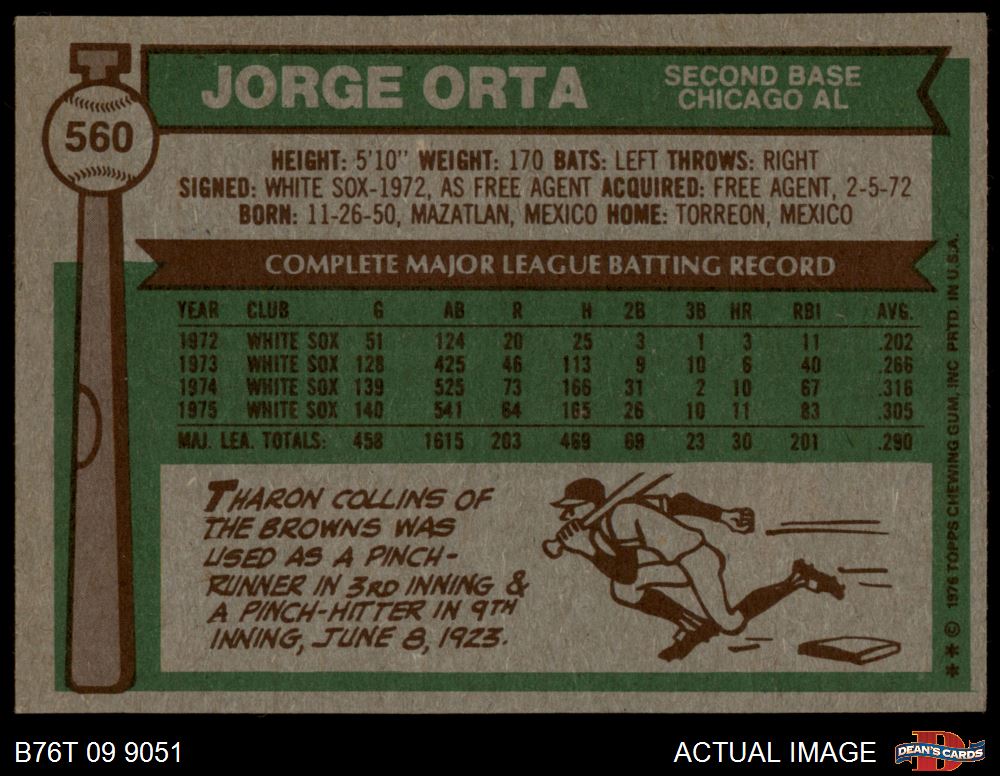 JORGE ORTA
SECOND BASE
CHICAGO AL
560
HEIGHT: 5'10" WEIGHT: 170 BATS: LEFT THROWS: RIGHT
SIGNED: WHITE SOX-1972, AS FREE AGENT ACQUIRED: FREE AGENT, 2-5-72
BORN: 11-26-50, MAZATLAN, MEXICO HOME: TORREON, MEXICO
COMPLETE MAJOR LEAGUE BATTING RECORD
YEAR CLUB G AB R H 2B 3B HR RBI AVG.
1972 WHITE SOX 51 124 20 25 3 1 3 11 .202
1973 WHITE SOX 128 425 46 113 9 10 6 40 .266
1974 WHITE SOX 139 525 73 166 31 2 10 67 .316
1975 WHITE SOX 140 541 64 165 26 10 11 83 .305
MAJ. LEA. TOTALS: 458 1615 203 469 69 23 30 201 .290
THARON COLLINS OF
THE BROWNS WAS
USED AS A PINCH-
RUNNER IN 3RD INNING &
A PINCH-HITTER IN 9TH
INNING, JUNE 8, 1923.
** © 1976 TOPPS CHEWING GUM, INC PRTD. IN U.S.A.
B76T 09 9051
ACTUAL IMAGE
DEAN'S CARDS